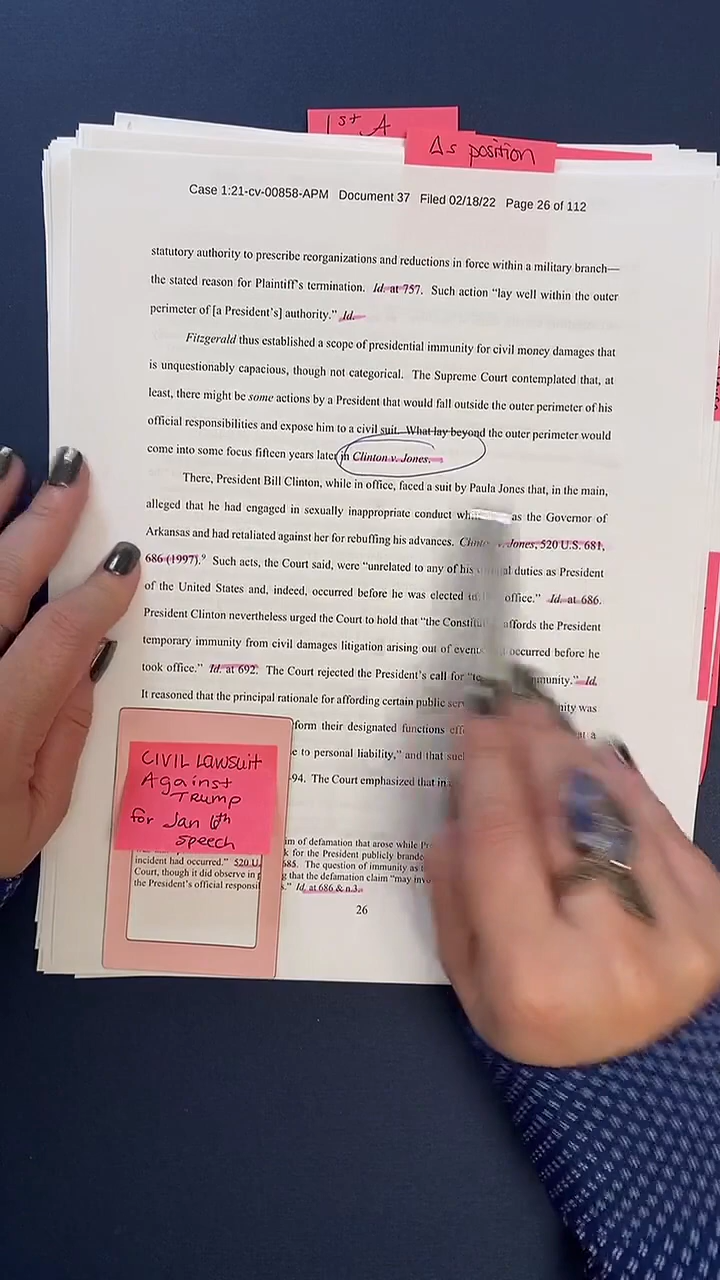 1st A
Δs position
Case 1:21-cv-00858-APM Document 37 Filed 02/18/22 Page 26 of 112
statutory authority to prescribe reorganizations and reductions in force within a military branch—
the stated reason for Plaintiff's termination. Id. at 757. Such action "lay well within the outer
perimeter of [a President's] authority." Id.
Fitzgerald thus established a scope of presidential immunity for civil money damages that
is unquestionably capacious, though not categorical. The Supreme Court contemplated that, at
least, there might be some actions by a President that would fall outside the outer perimeter of his
official responsibilities and expose him to a civil suit. What lay beyond the outer perimeter would
come into some focus fifteen years later in Clinton v. Jones.
There, President Bill Clinton, while in office, faced a suit by Paula Jones that, in the main,
alleged that he had engaged in sexually inappropriate conduct as the Governor of
Arkansas and had retaliated against her for rebuffing his advances. Jones, 520 U.S. 681,
686 (1997).9 Such acts, the Court said, were "unrelated to any of his duties as President
of the United States and, indeed, occurred before he was elected office." Id. at 686.
President Clinton nevertheless urged the Court to hold that "the affords the President
temporary immunity from civil damages litigation arising out of occurred before he
took office." Id. at 692. The Court rejected the President's call for Id.
It reasoned that the principal rationale for affording certain public was
form their designated functions at a
e to personal liability," and that
94. The Court emphasized that in
CIVIL LAWSUIT
Against
TRUMP
for Jan 6th
speech
im of defamation that arose while
k for the President publicly
incident had occurred." 520 U. 685. The question of immunity as
Court, though it did observe in g that the defamation claim "may
the President's official ." Id. at 686 & n.3.
26